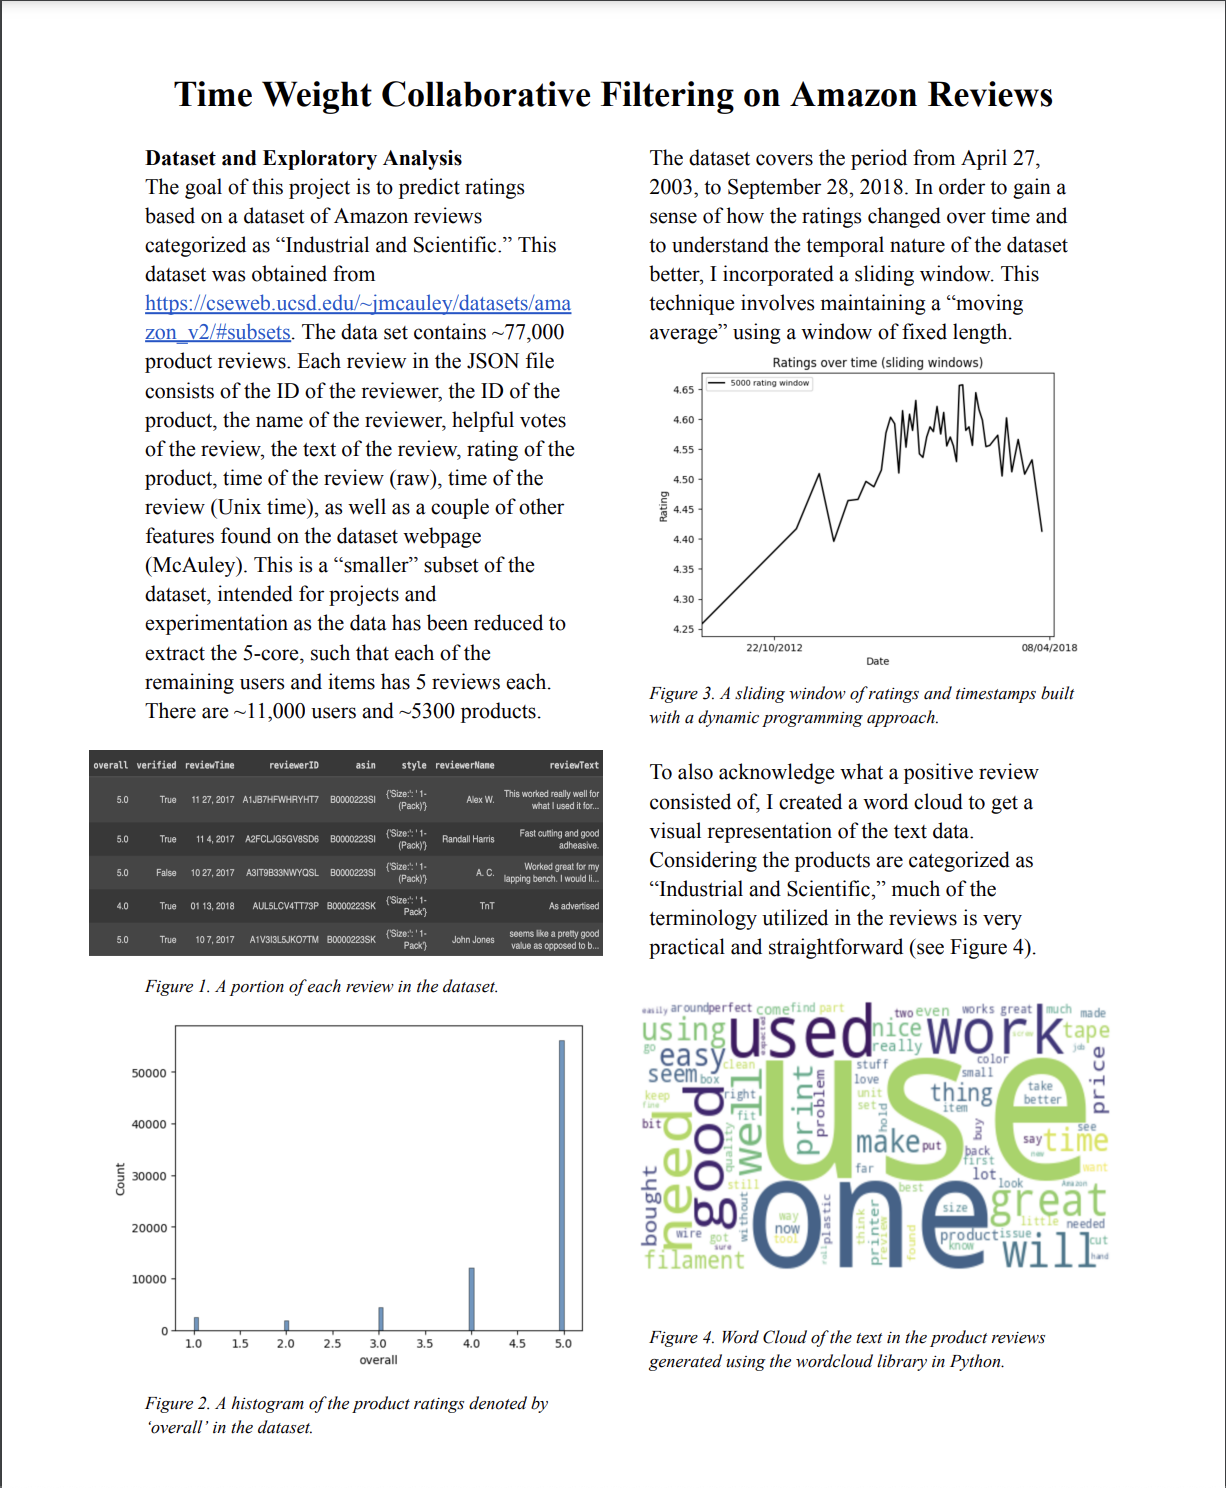 Time Weight Collaborative Filtering on Amazon Reviews
Dataset and Exploratory Analysis
The goal of this project is to predict ratings
based on a dataset of Amazon reviews
categorized as “Industrial and Scientific.” This
dataset was obtained from
https://cseweb.ucsd.edu/~jmcauley/datasets/ama
zon_v2/#subsets. The data set contains ~77,000
product reviews. Each review in the JSON file
consists of the ID of the reviewer, the ID of the
product, the name of the reviewer, helpful votes
of the review, the text of the review, rating of the
product, time of the review (raw), time of the
review (Unix time), as well as a couple of other
features found on the dataset webpage
(McAuley). This is a “smaller” subset of the
dataset, intended for projects and
experimentation as the data has been reduced to
extract the 5-core, such that each of the
remaining users and items has 5 reviews each.
There are ~11,000 users and ~5300 products.
overall verified reviewTime reviewerID asin style reviewerName reviewText
5.0 True 11 27, 2017 A1JB7HFWHRYHT7 B0000223SI {'Size:': ' 1- (Pack)'} Alex W. This worked really well for what I used it for...
5.0 True 11 4, 2017 A2FCLJG5GV8SD6 B0000223SI {'Size:': ' 1- (Pack)'} Randall Harris Fast cutting and good adheasive.
5.0 False 10 27, 2017 A3IT9B33NWYQSL B0000223SI {'Size:': ' 1- (Pack)'} A. C. Worked great for my lapping bench. I would li...
4.0 True 01 13, 2018 AUL5LCV4TT73P B0000223SK {'Size:': ' 1- Pack'} TnT As advertised
5.0 True 10 7, 2017 A1V3I3L5JKO7TM B0000223SK {'Size:': ' 1- Pack'} John Jones seems like a pretty good value as opposed to b...
Figure 1. A portion of each review in the dataset.
Count
50000
40000
30000
20000
10000
0
1.0 1.5 2.0 2.5 3.0 3.5 4.0 4.5 5.0
overall
Figure 2. A histogram of the product ratings denoted by
‘overall’ in the dataset.
The dataset covers the period from April 27,
2003, to September 28, 2018. In order to gain a
sense of how the ratings changed over time and
to understand the temporal nature of the dataset
better, I incorporated a sliding window. This
technique involves maintaining a “moving
average” using a window of fixed length.
Ratings over time (sliding windows)
5000 rating window
Rating
4.65
4.60
4.55
4.50
4.45
4.40
4.35
4.30
4.25
22/10/2012 08/04/2018
Date
Figure 3. A sliding window of ratings and timestamps built
with a dynamic programming approach.
To also acknowledge what a positive review
consisted of, I created a word cloud to get a
visual representation of the text data.
Considering the products are categorized as
“Industrial and Scientific,” much of the
terminology utilized in the reviews is very
practical and straightforward (see Figure 4).
easily around perfect come find part two even works great much made
using used nice work tape
go expected really screw job
easy clean stuff color price
seem box love small
keep right print problem unit thing take better
fine fit set hold item
bit need good well use
quality make put buy say time see
far back first new want
still best lot look Amazon
bought without one size great
way now tool plastic think printer review found little needed
wire got sure roll product issue know will cut hand
filament
Figure 4. Word Cloud of the text in the product reviews
generated using the wordcloud library in Python.